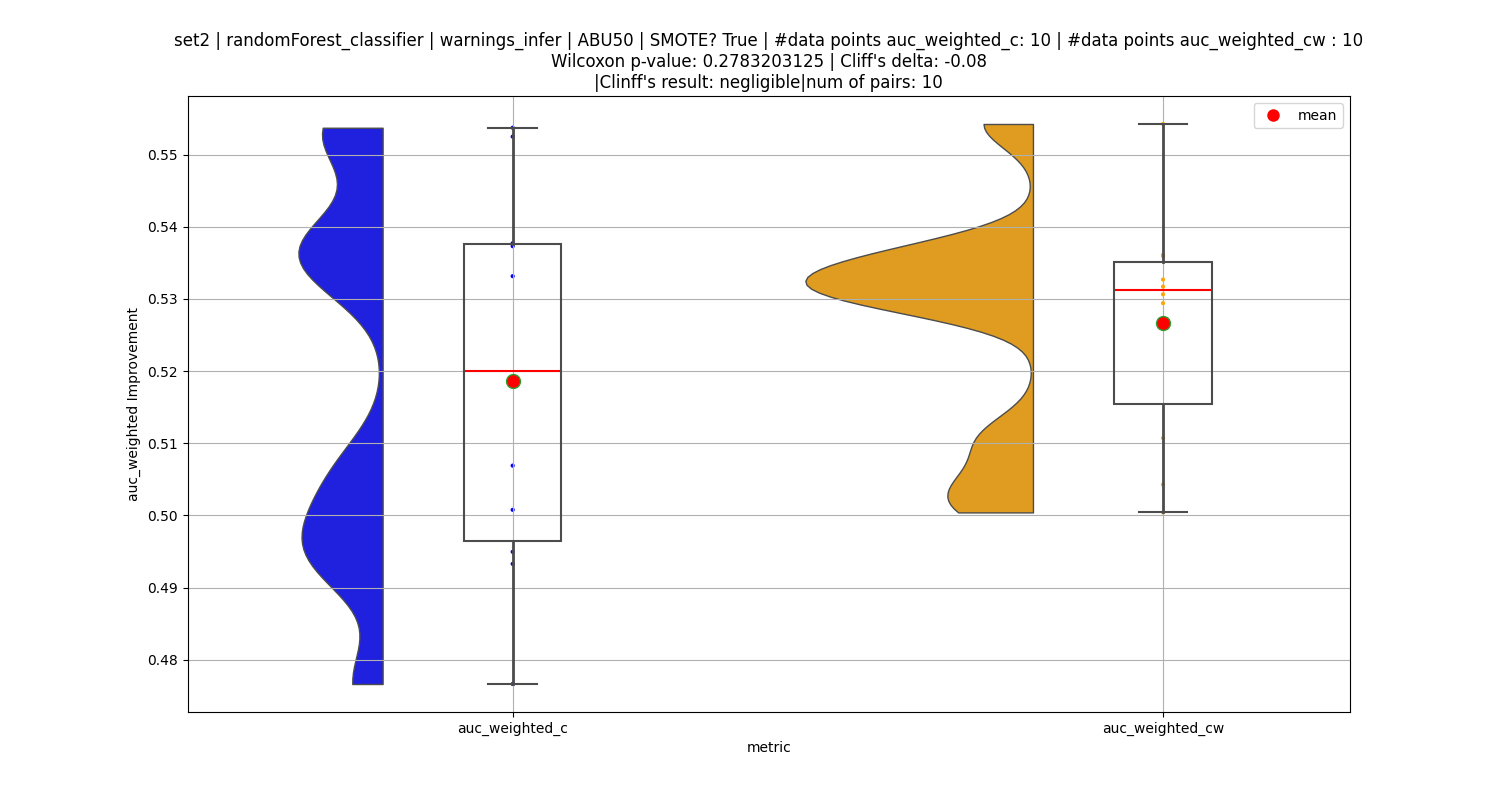 set2 | randomForest_classifier | warnings_infer | ABU50 | SMOTE? True | #data points auc_weighted_c: 10 | #data points auc_weighted_cw : 10
Wilcoxon p-value: 0.2783203125 | Cliff's delta: -0.08
|Clinff's result: negligible|num of pairs: 10
mean
0.55
0.54
0.53
0.52
0.51
0.50
0.49
0.48
auc_weighted Improvement
auc_weighted_c
auc_weighted_cw
metric